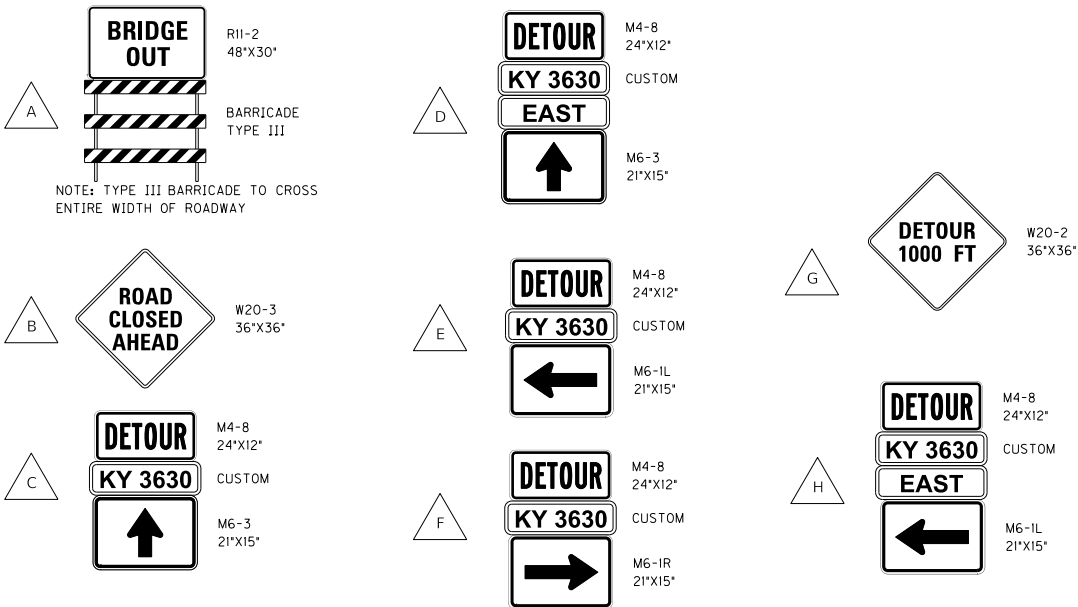 A
BRIDGE
OUT
R11-2
48"X30"
BARRICADE
TYPE III
NOTE: TYPE III BARRICADE TO CROSS
ENTIRE WIDTH OF ROADWAY
B
ROAD
CLOSED
AHEAD
W20-3
36"X36"
C
DETOUR
KY 3630
M4-8
24"X12"
CUSTOM
M6-3
21"X15"
D
DETOUR
KY 3630
EAST
M4-8
24"X12"
CUSTOM
M6-3
21"X15"
E
DETOUR
KY 3630
M4-8
24"X12"
CUSTOM
M6-1L
21"X15"
F
DETOUR
KY 3630
M4-8
24"X12"
CUSTOM
M6-1R
21"X15"
G
DETOUR
1000 FT
W20-2
36"X36"
H
DETOUR
KY 3630
EAST
M4-8
24"X12"
CUSTOM
M6-1L
21"X15"